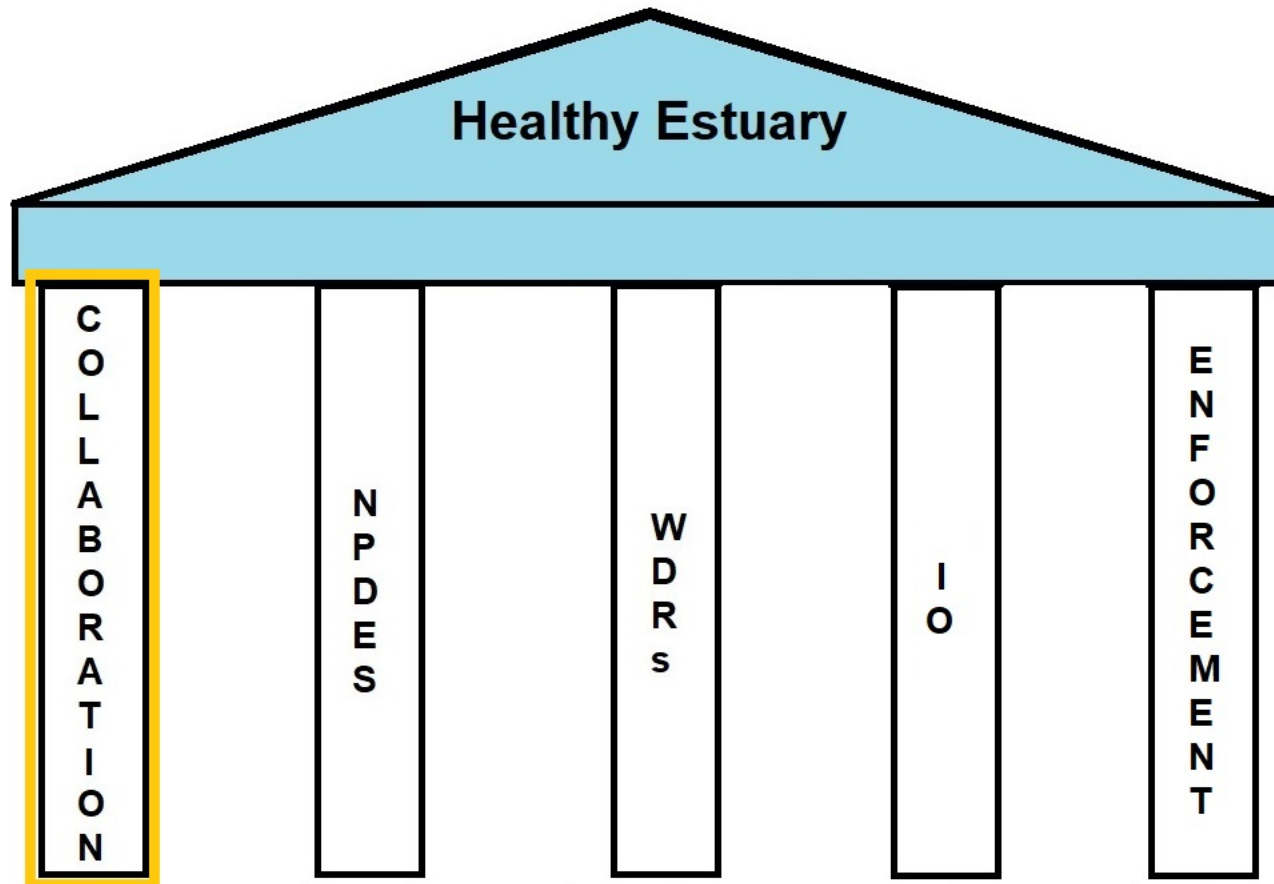 Healthy Estuary
COLLABORATION
NPDES
WDRs
IO
ENFORCEMENT